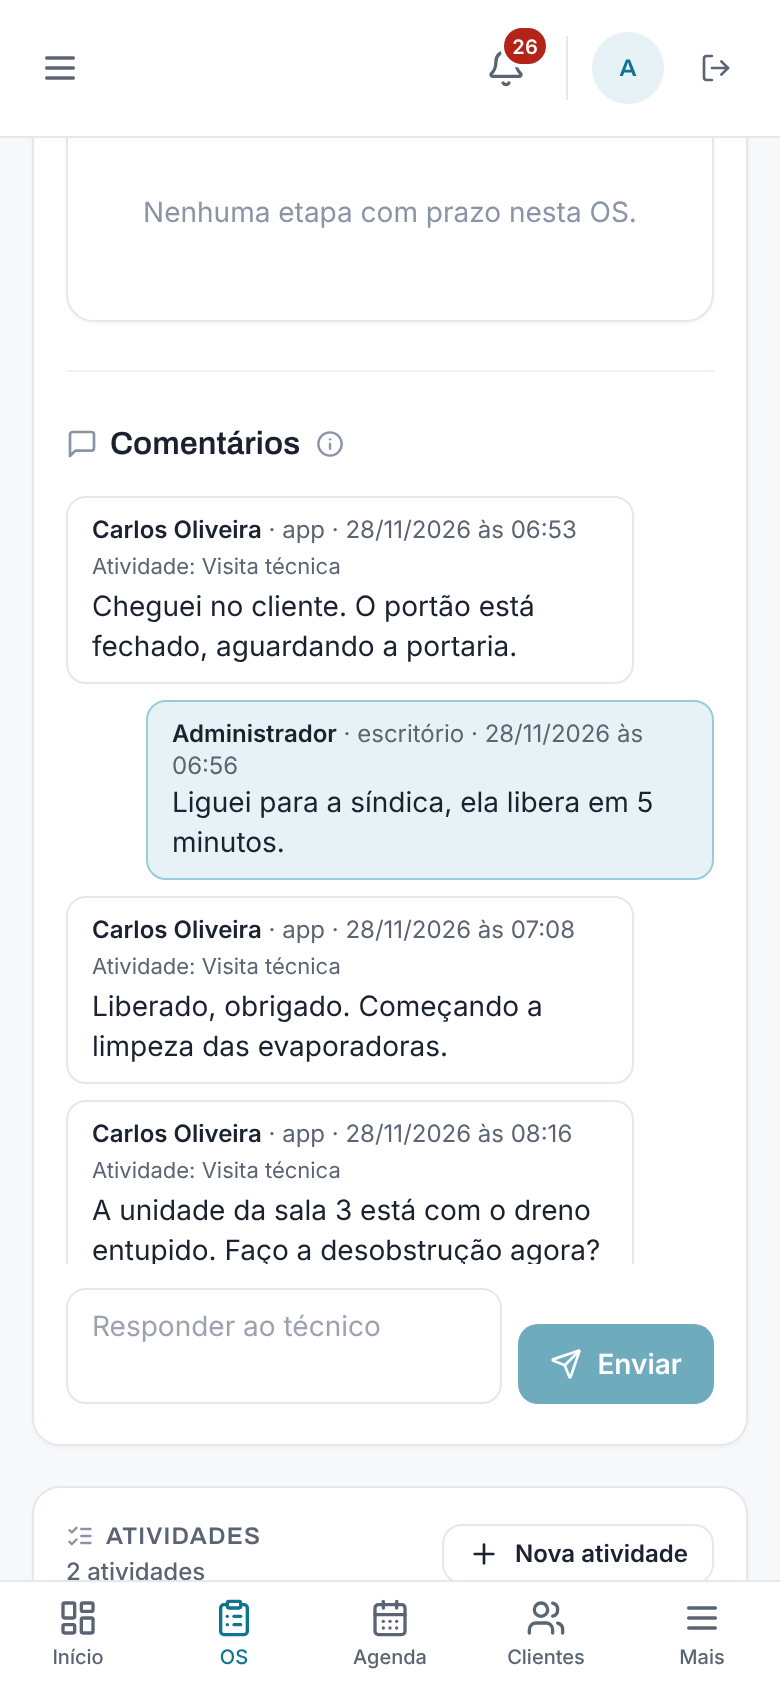 26
A
Nenhuma etapa com prazo nesta OS.
Comentários
Carlos Oliveira · app · 28/11/2026 às 06:53
Atividade: Visita técnica
Cheguei no cliente. O portão está
fechado, aguardando a portaria.
Administrador · escritório · 28/11/2026 às
06:56
Liguei para a síndica, ela libera em 5
minutos.
Carlos Oliveira · app · 28/11/2026 às 07:08
Atividade: Visita técnica
Liberado, obrigado. Começando a
limpeza das evaporadoras.
Carlos Oliveira · app · 28/11/2026 às 08:16
Atividade: Visita técnica
A unidade da sala 3 está com o dreno
entupido. Faço a desobstrução agora?
Responder ao técnico
Enviar
ATIVIDADES
2 atividades
Nova atividade
Início
OS
Agenda
Clientes
Mais